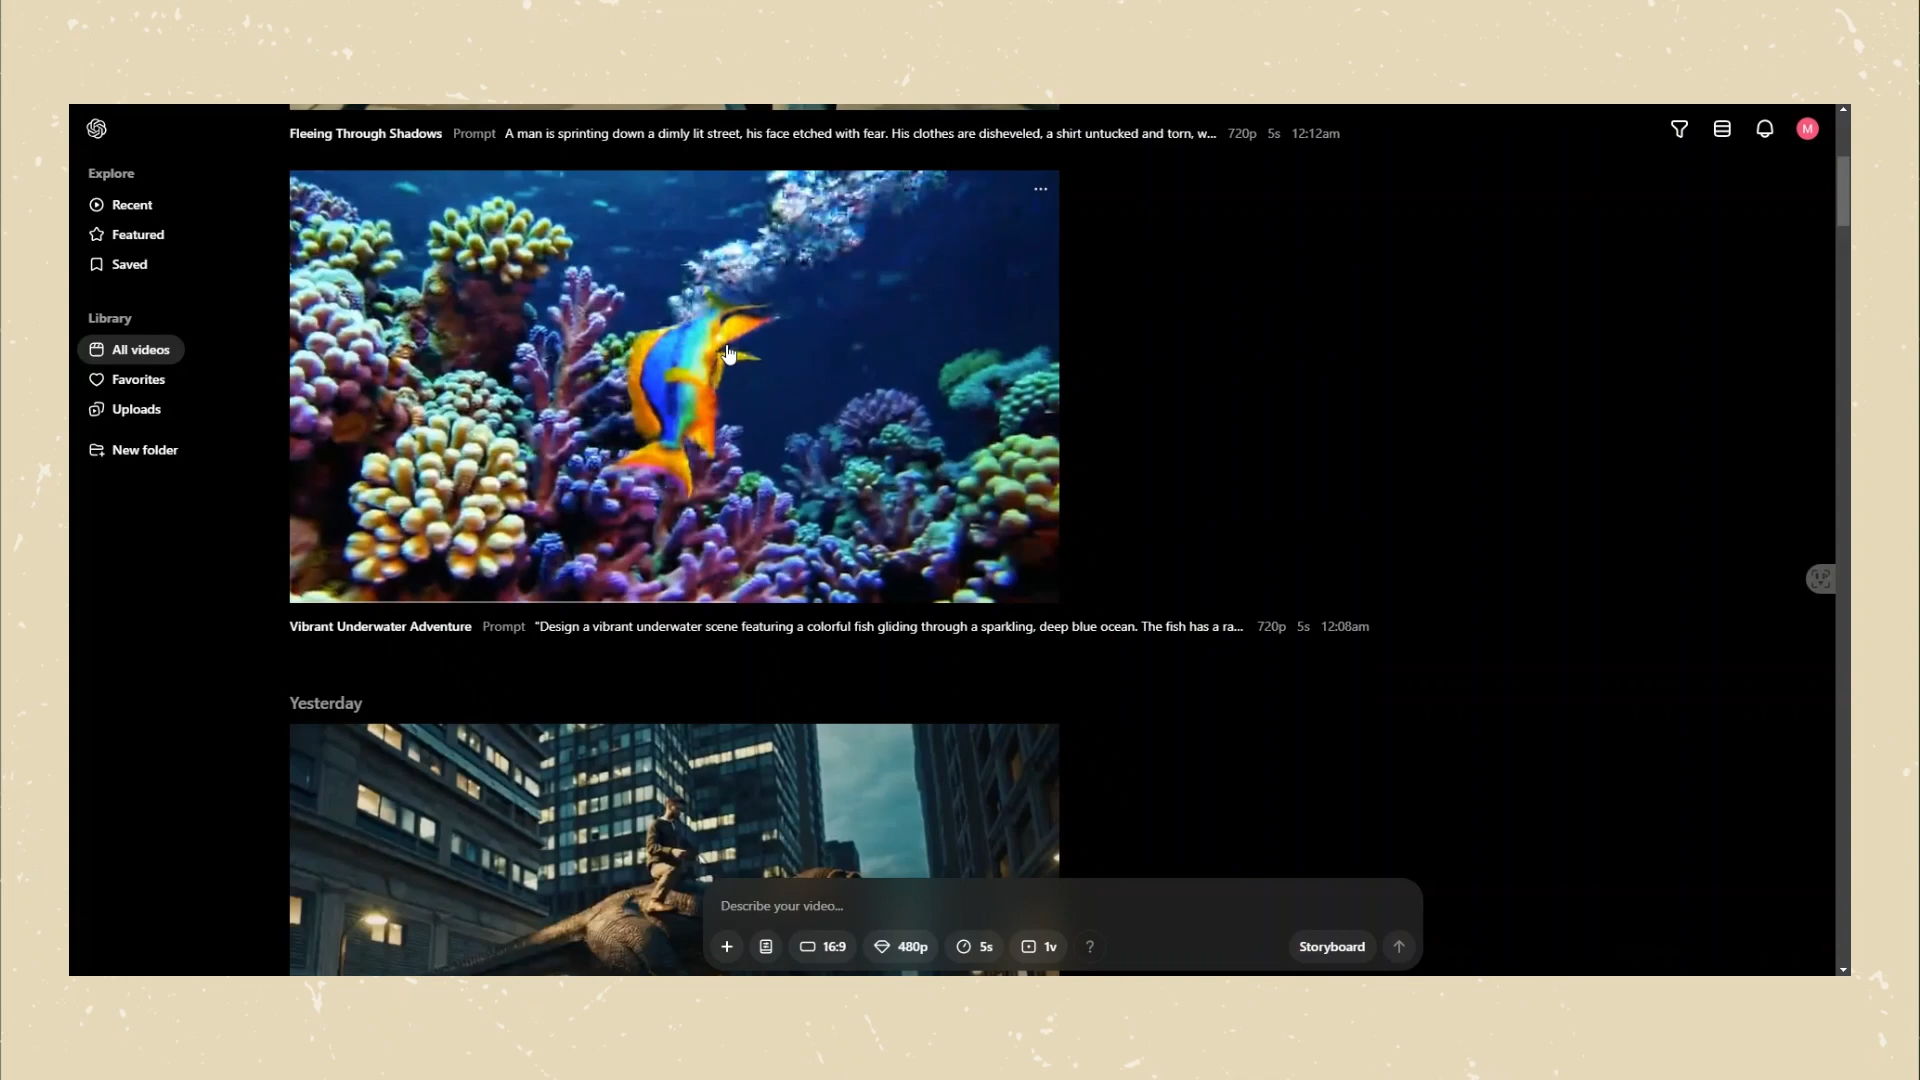 Fleeing Through Shadows Prompt A man is sprinting down a dimly lit street, his face etched with fear. His clothes are disheveled, a shirt untucked and torn, w... 720p 5s 12:12am
M
Explore
Recent
Featured
Saved
Library
All videos
Favorites
Uploads
New folder
Vibrant Underwater Adventure Prompt "Design a vibrant underwater scene featuring a colorful fish gliding through a sparkling, deep blue ocean. The fish has a ra... 720p 5s 12:08am
Yesterday
Describe your video...
16:9 480p 5s 1v ? Storyboard